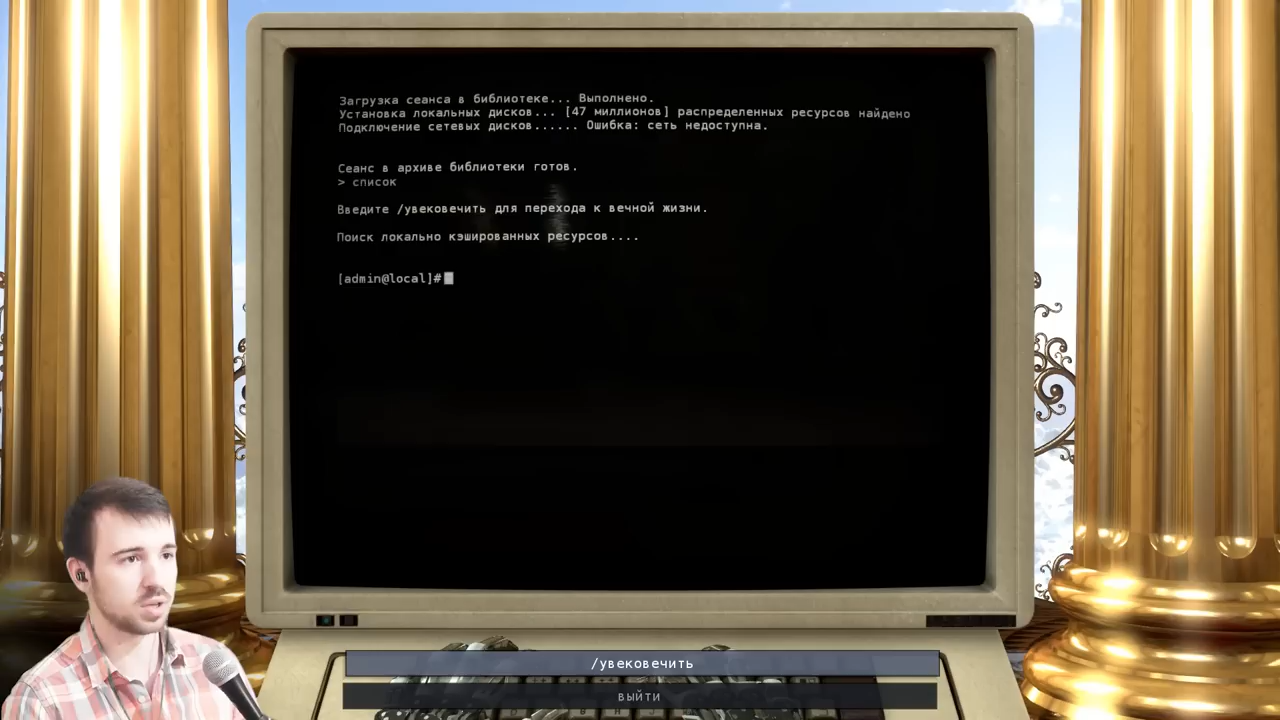 Загрузка сеанса в библиотеке... Выполнено.
Установка локальных дисков... [47 миллионов] распределенных ресурсов найдено
Подключение сетевых дисков...... Ошибка: сеть недоступна.
Сеанс в архиве библиотеки готов.
> список
Введите /увековечить для перехода к вечной жизни.
Поиск локально кэшированных ресурсов....
[admin@local]#
/увековечить
выйти